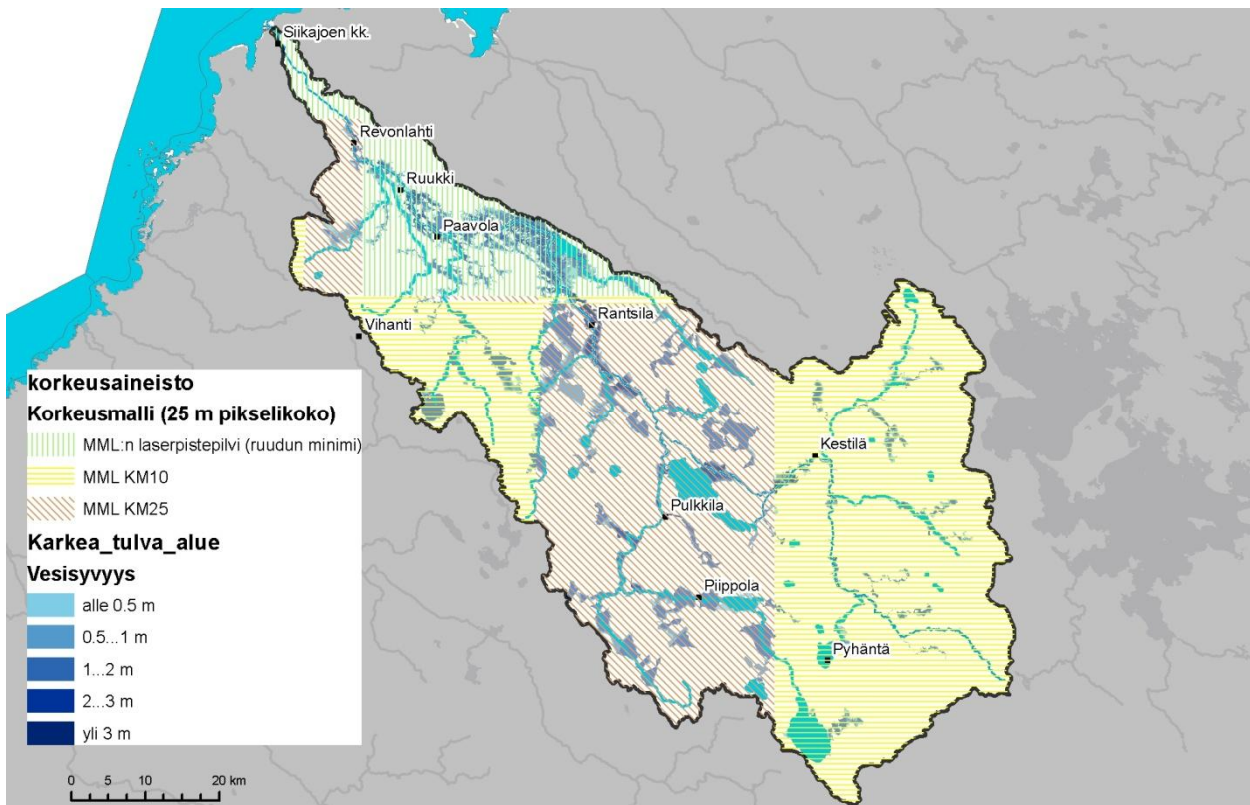 Siikajoen kk.
Revonlahti
Ruukki
Paavola
Rantsila
Vihanti
Kestilä
Pulkkila
Piippola
Pyhäntä
korkeusaineisto
Korkeusmalli (25 m pikselikoko)
MML:n laserpistepilvi (ruudun minimi)
MML KM10
MML KM25
Karkea_tulva_alue
Vesisyvyys
alle 0.5 m
0.5...1 m
1...2 m
2...3 m
yli 3 m
0 5 10 20 km